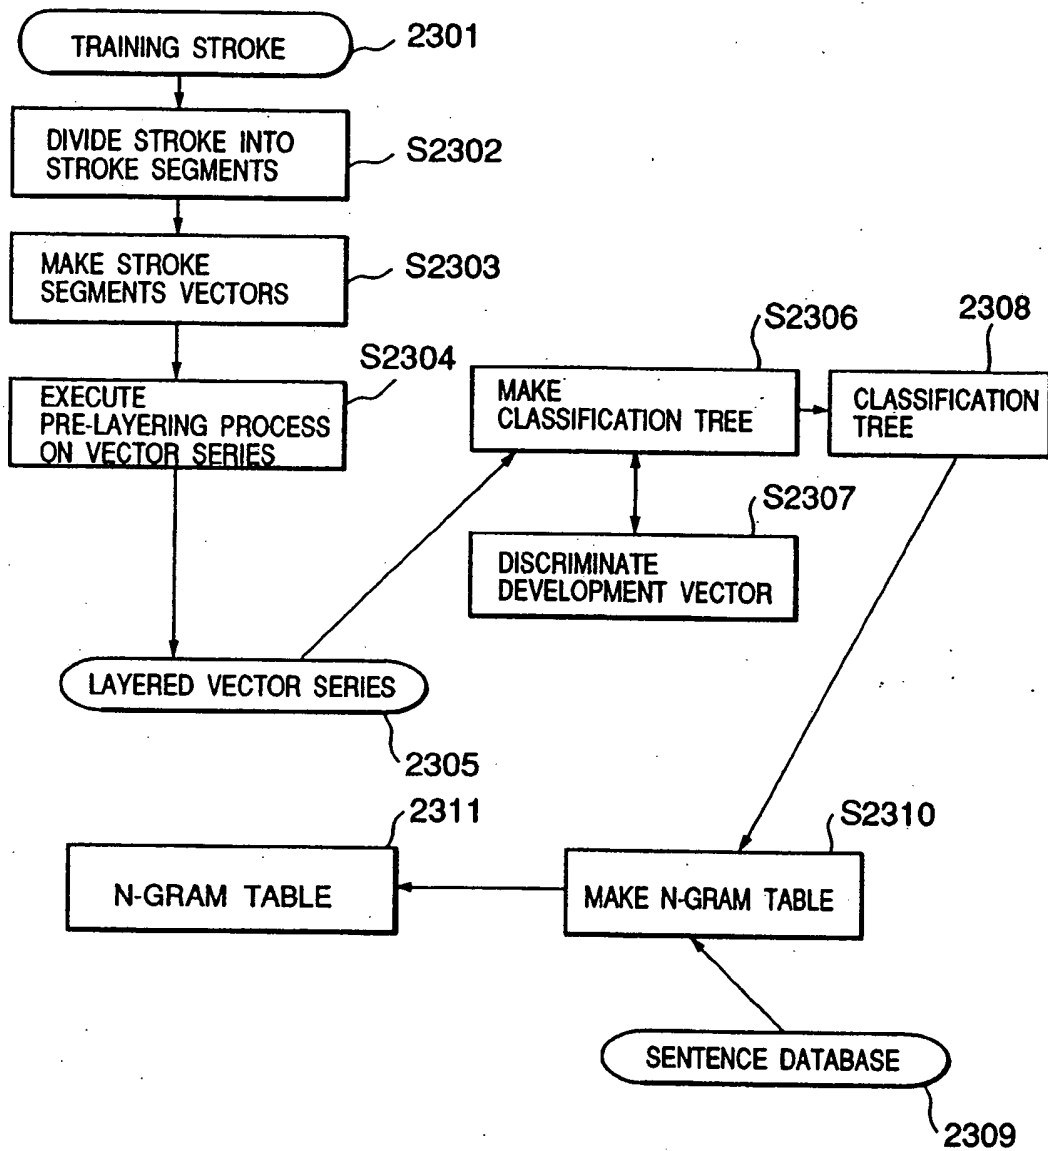 TRAINING STROKE
2301
DIVIDE STROKE INTO
STROKE SEGMENTS
S2302
MAKE STROKE
SEGMENTS VECTORS
S2303
EXECUTE
PRE-LAYERING PROCESS
ON VECTOR SERIES
S2304
LAYERED VECTOR SERIES
2305
MAKE
CLASSIFICATION TREE
S2306
DISCRIMINATE
DEVELOPMENT VECTOR
S2307
CLASSIFICATION
TREE
2308
MAKE N-GRAM TABLE
S2310
N-GRAM TABLE
2311
SENTENCE DATABASE
2309